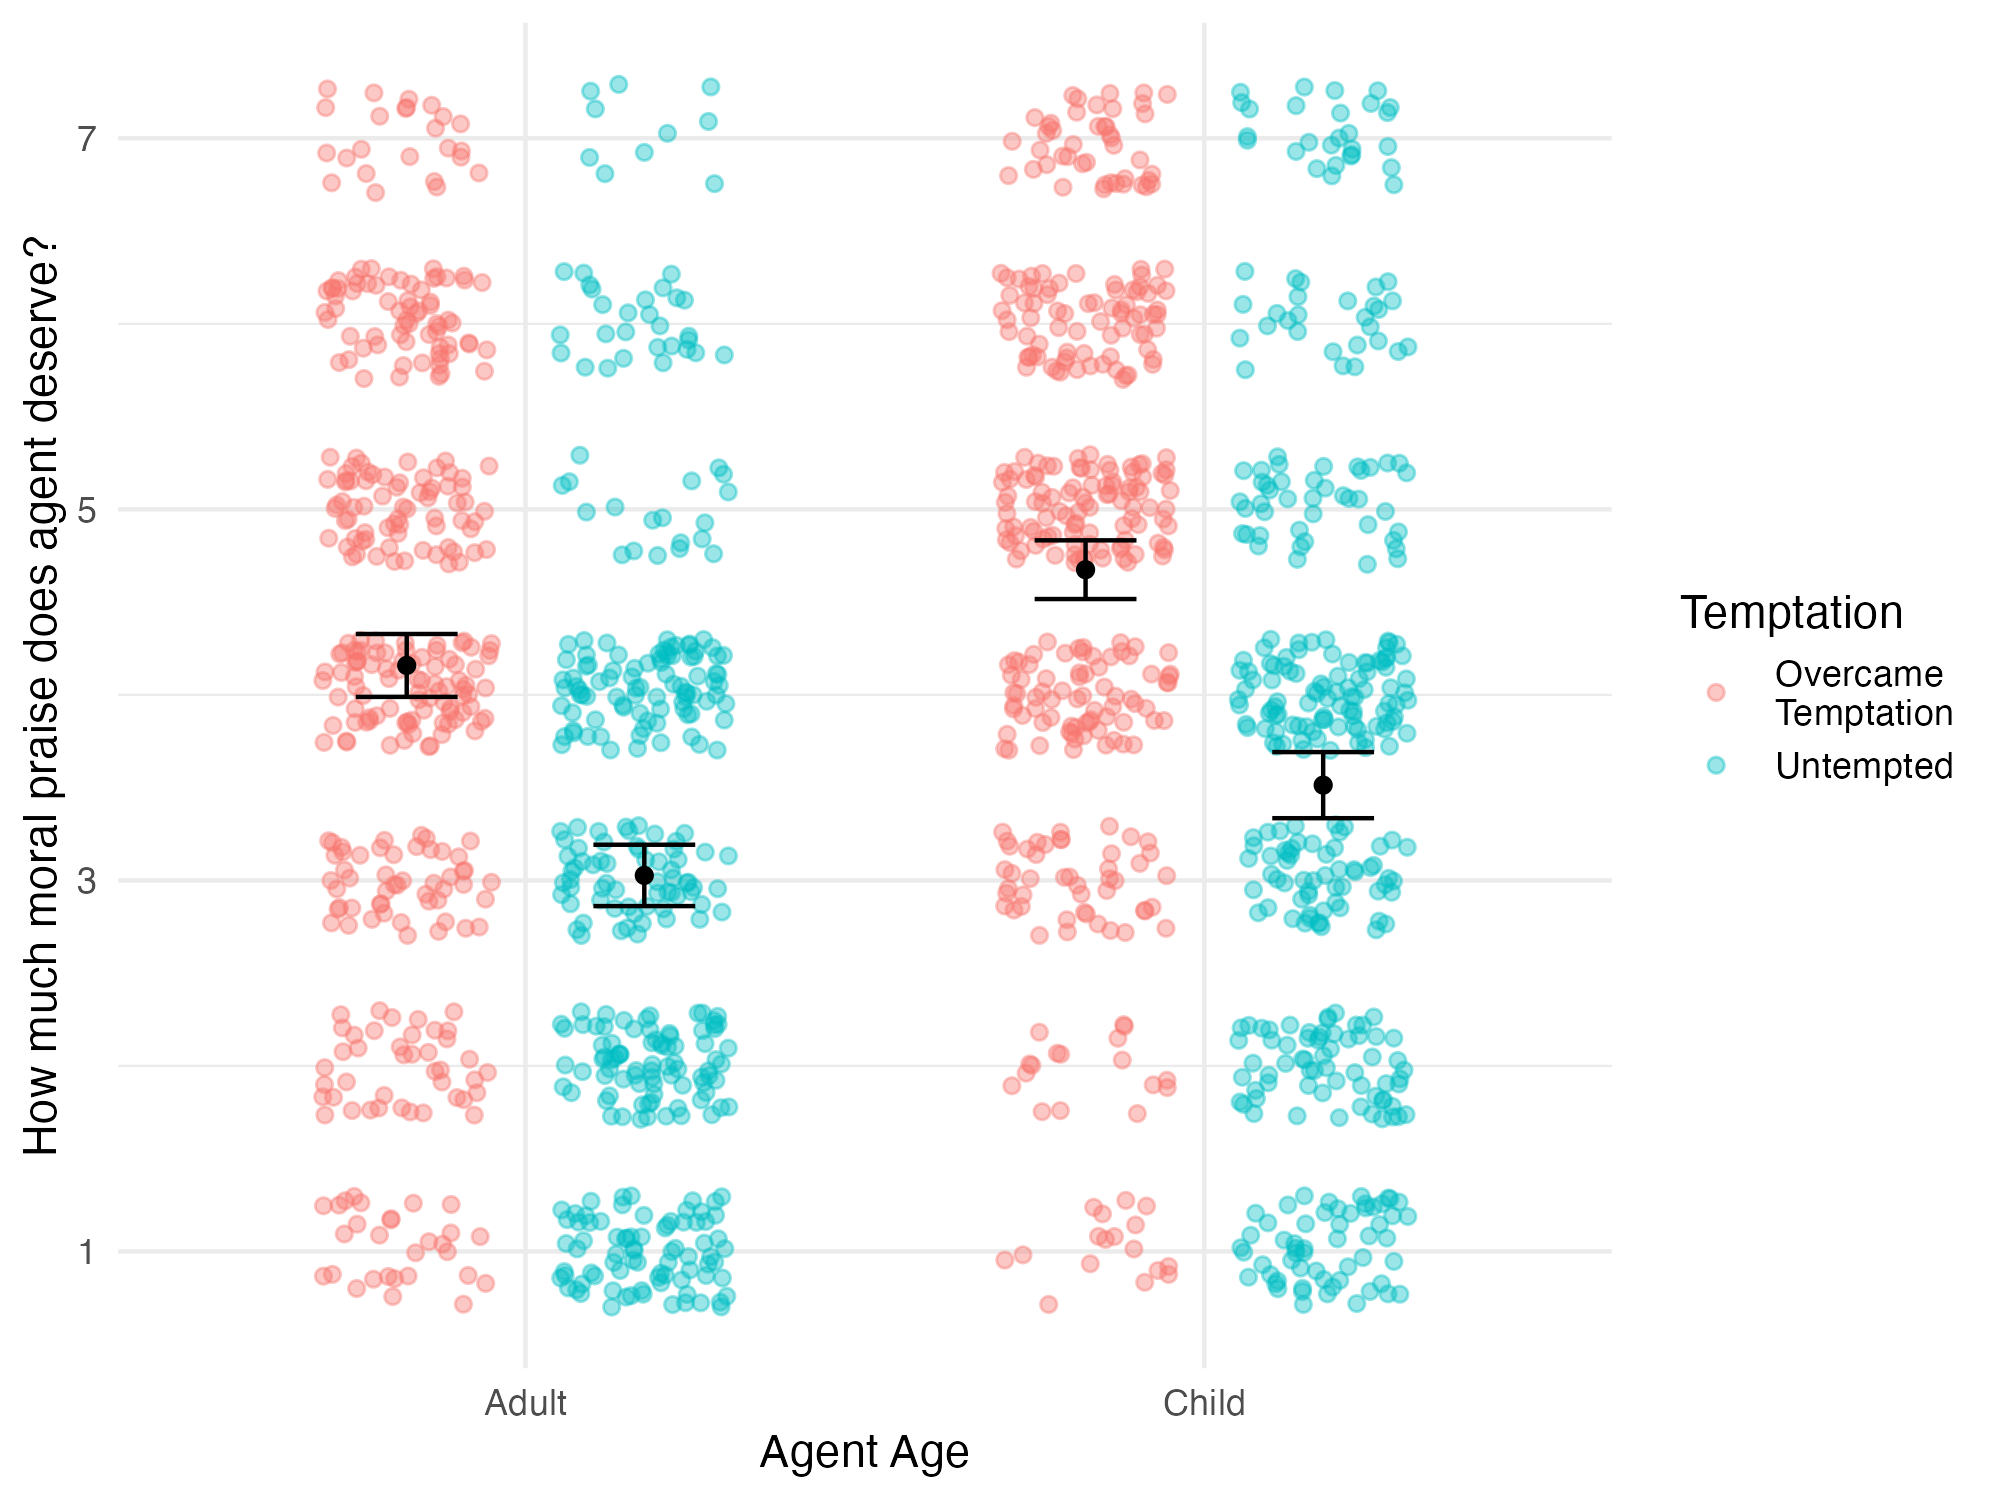 How much moral praise does agent deserve?
7
5
3
1
Adult
Child
Agent Age
Temptation
Overcame
Temptation
Untempted